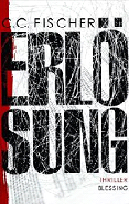 C.C. FISCHER
ERLÖ
SUNG
THRILLER
BLESSING